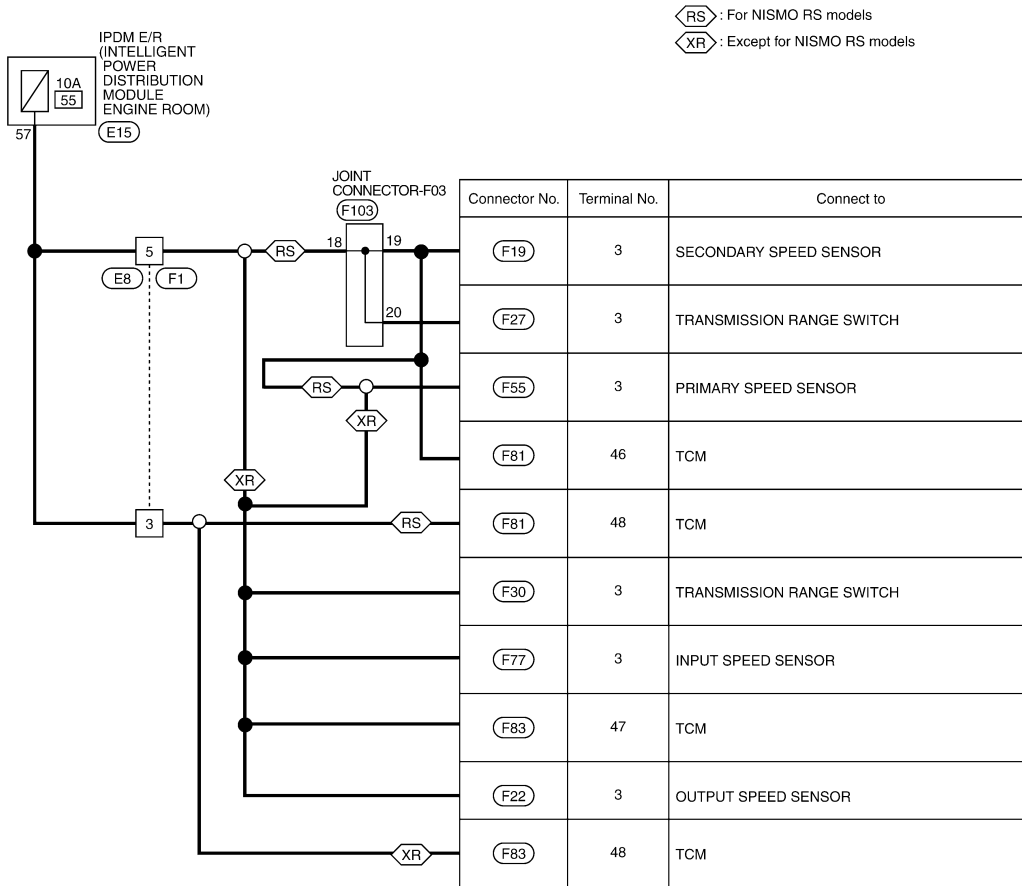 RS : For NISMO RS models
XR : Except for NISMO RS models
IPDM E/R
(INTELLIGENT
POWER
DISTRIBUTION
MODULE
ENGINE ROOM)
10A
55
57
E15
JOINT
CONNECTOR-F03
F103
Connector No. Terminal No. Connect to
5 RS 18 19 F19 3 SECONDARY SPEED SENSOR
E8 F1
20 F27 3 TRANSMISSION RANGE SWITCH
RS F55 3 PRIMARY SPEED SENSOR
XR
F81 46 TCM
XR
3 RS F81 48 TCM
F30 3 TRANSMISSION RANGE SWITCH
F77 3 INPUT SPEED SENSOR
F83 47 TCM
F22 3 OUTPUT SPEED SENSOR
XR F83 48 TCM